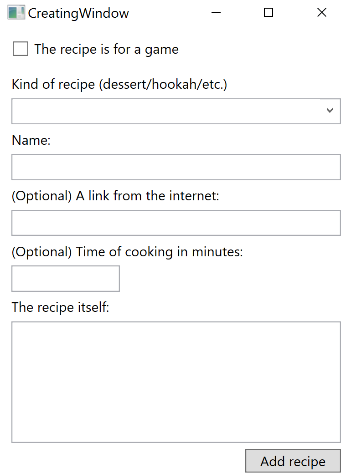 CreatingWindow
The recipe is for a game
Kind of recipe (dessert/hookah/etc.)
Name:
(Optional) A link from the internet:
(Optional) Time of cooking in minutes:
The recipe itself:
Add recipe